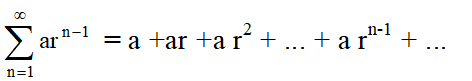 ∑_{n=1}^{∞} ar^{n-1} = a +ar +a r^{2} + ... + a r^{n-1} + ...